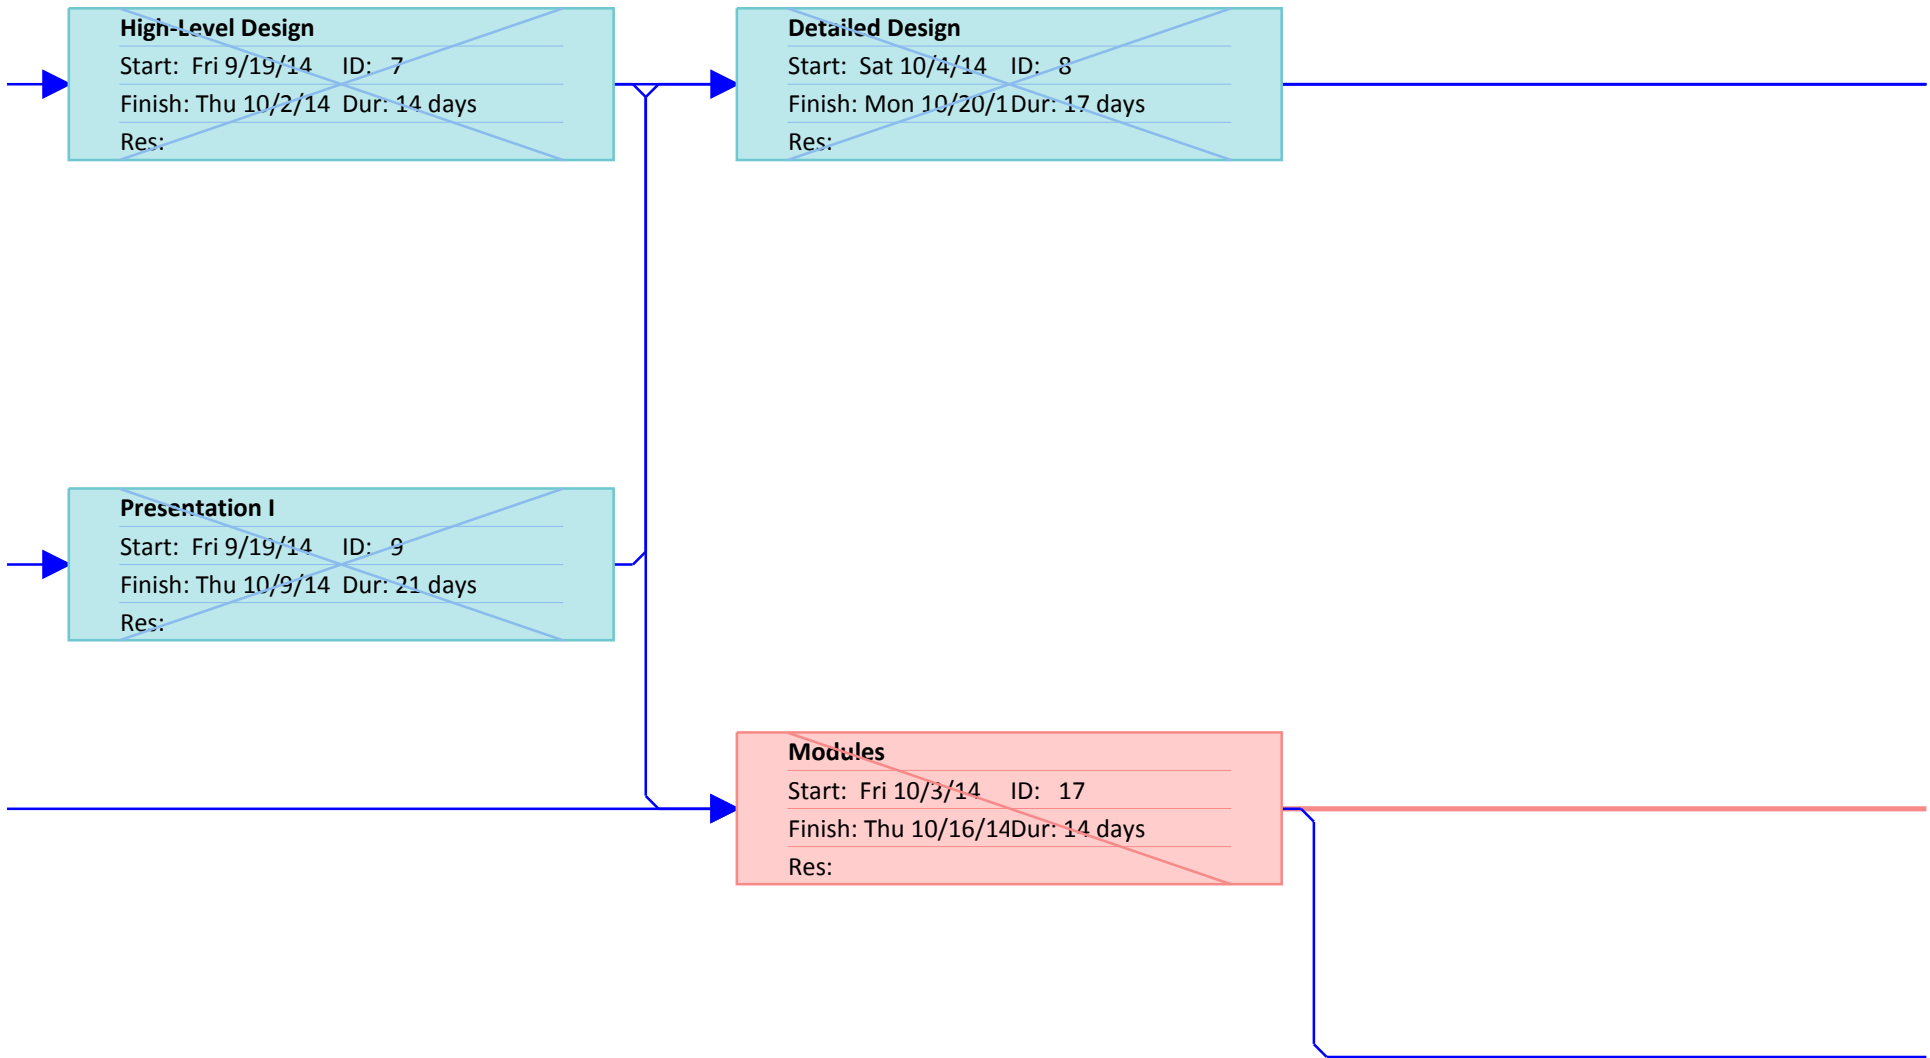 High-Level Design
Start: Fri 9/19/14 ID: 7
Finish: Thu 10/2/14 Dur: 14 days
Res:
Detailed Design
Start: Sat 10/4/14 ID: 8
Finish: Mon 10/20/1 Dur: 17 days
Res:
Presentation I
Start: Fri 9/19/14 ID: 9
Finish: Thu 10/9/14 Dur: 21 days
Res:
Modules
Start: Fri 10/3/14 ID: 17
Finish: Thu 10/16/14 Dur: 14 days
Res: